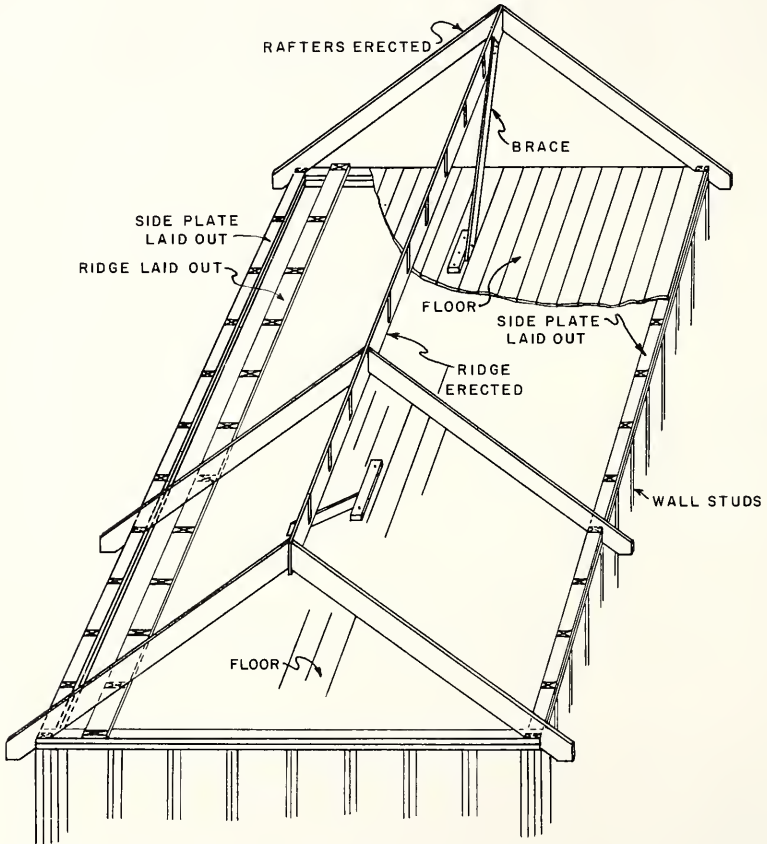 RAFTERS ERECTED
BRACE
SIDE PLATE
LAID OUT
RIDGE LAID OUT
FLOOR
SIDE PLATE
LAID OUT
RIDGE
ERECTED
WALL STUDS
FLOOR